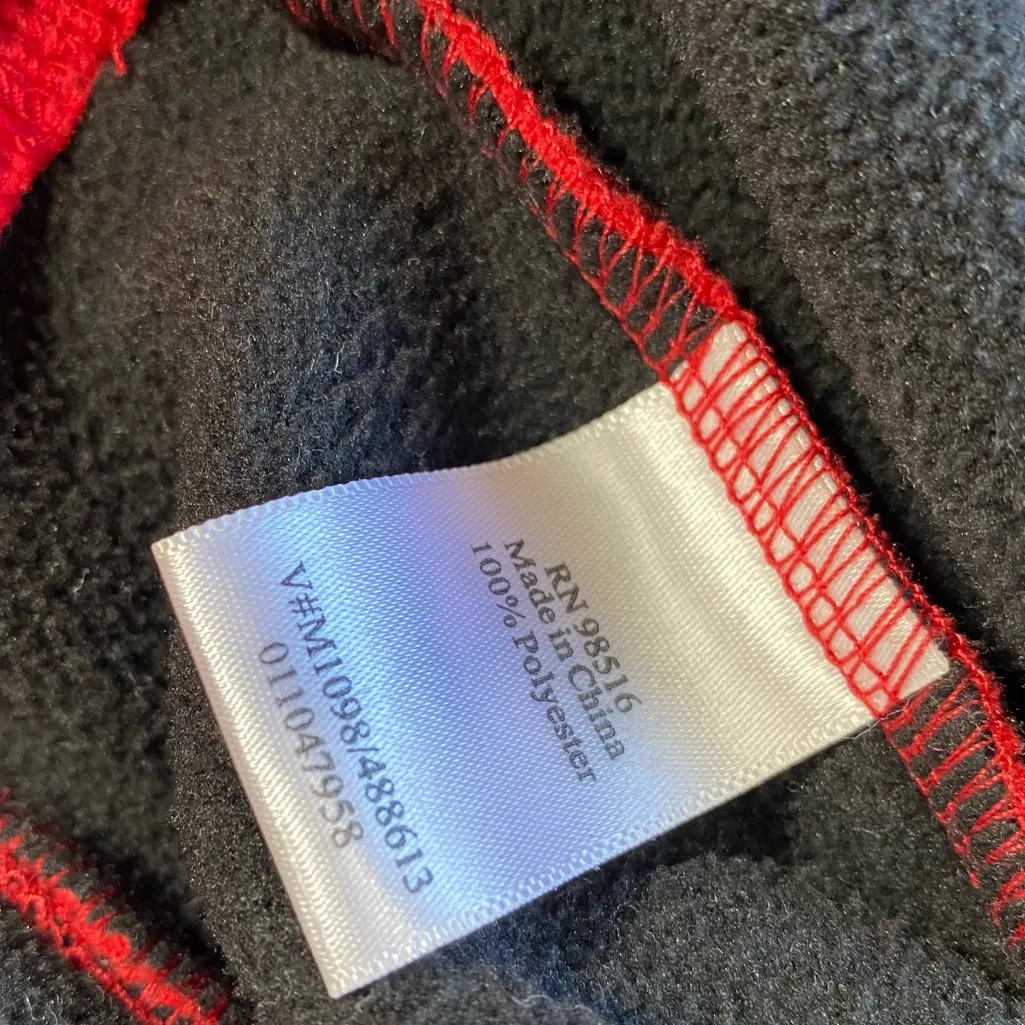 RN 98516
Made in China
100% Polyester
V#M1098/488613
011047958